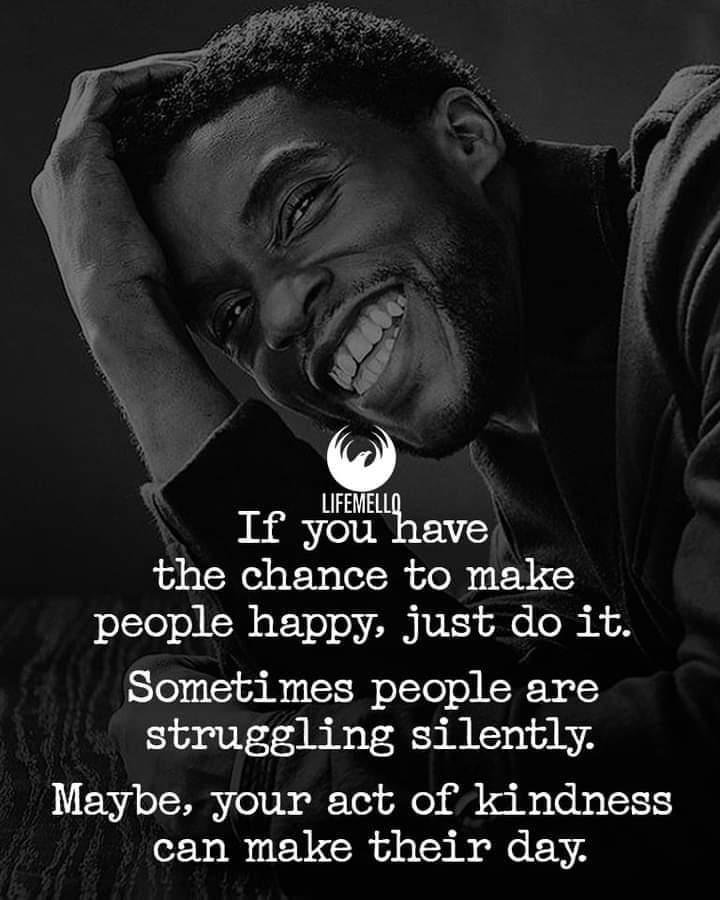 LIFEMELLO
If you have
the chance to make
people happy, just do it.
Sometimes people are
struggling silently.
Maybe, your act of kindness
can make their day.